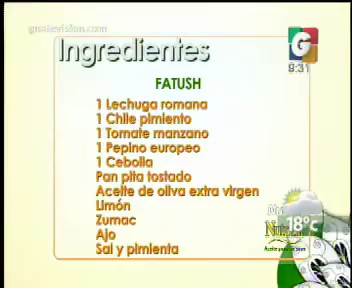 guatevision.com
Ingredientes
G
8:31
FATUSH
1 Lechuga romana
1 Chile pimiento
1 Tomate manzano
1 Pepino europeo
1 Cebolla
Pan pita tostado
Aceite de oliva extra virgen
Limón
Zumac
Ajo
Sal y pimienta
18°C